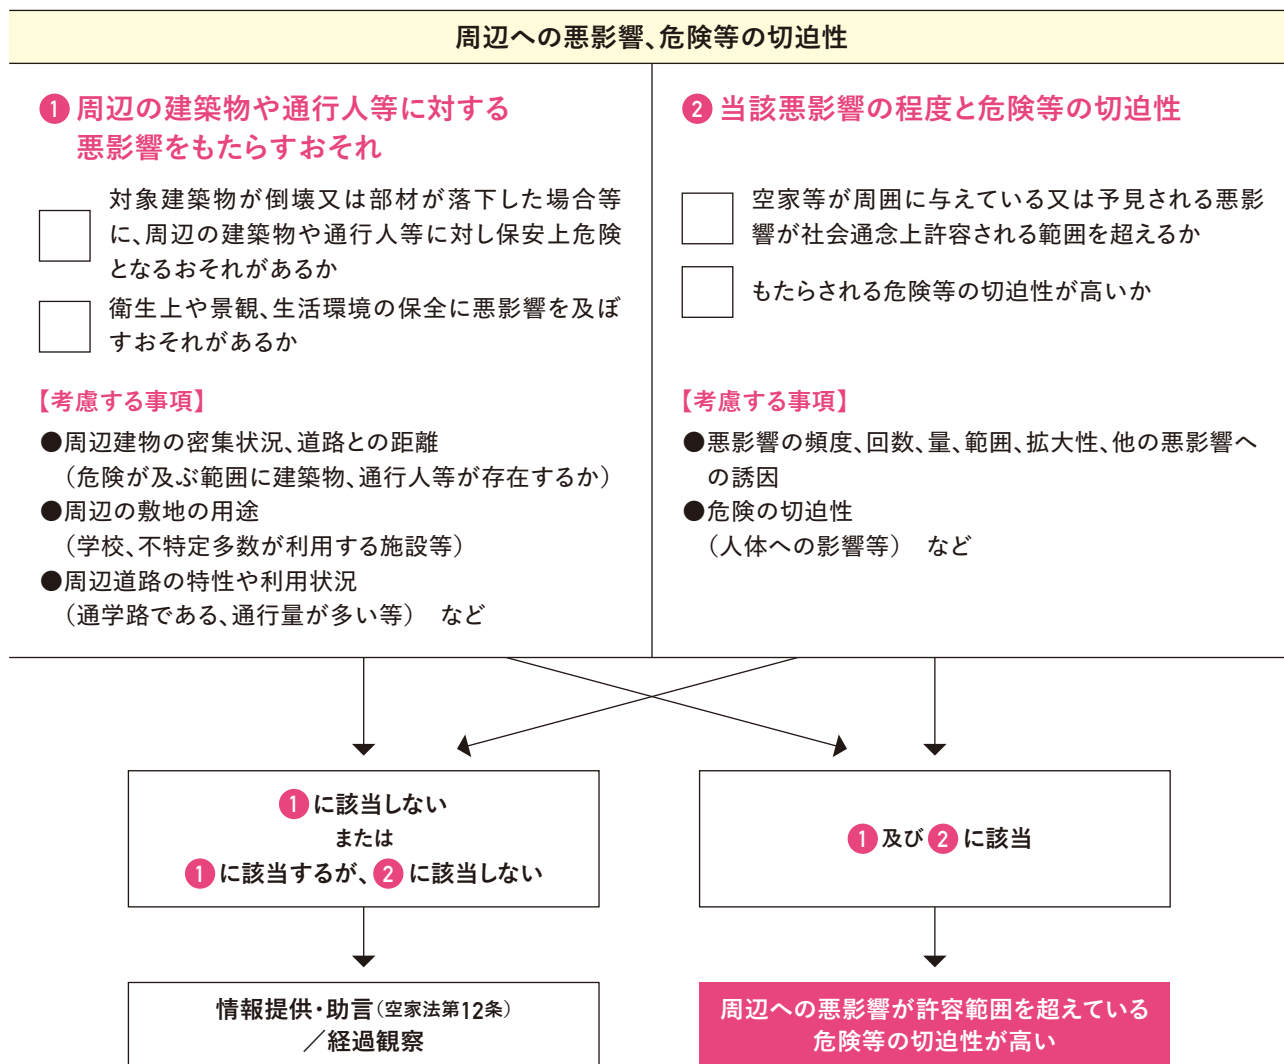 周辺への悪影響、危険等の切迫性
❶ 周辺の建築物や通行人等に対する
悪影響をもたらすおそれ
対象建築物が倒壊又は部材が落下した場合等
に、周辺の建築物や通行人等に対し保安上危険
となるおそれがあるか
衛生上や景観、生活環境の保全に悪影響を及ぼ
すおそれがあるか
【考慮する事項】
●周辺建物の密集状況、道路との距離
（危険が及ぶ範囲に建築物、通行人等が存在するか）
●周辺の敷地の用途
（学校、不特定多数が利用する施設等）
●周辺道路の特性や利用状況
（通学路である、通行量が多い等） など
❷ 当該悪影響の程度と危険等の切迫性
空家等が周囲に与えている又は予見される悪影
響が社会通念上許容される範囲を超えるか
もたらされる危険等の切迫性が高いか
【考慮する事項】
●悪影響の頻度、回数、量、範囲、拡大性、他の悪影響へ
の誘因
●危険の切迫性
（人体への影響等） など
❶に該当しない
または
❶に該当するが、❷に該当しない
❶及び❷に該当
情報提供・助言（空家法第12条）
／経過観察
周辺への悪影響が許容範囲を超えている
危険等の切迫性が高い